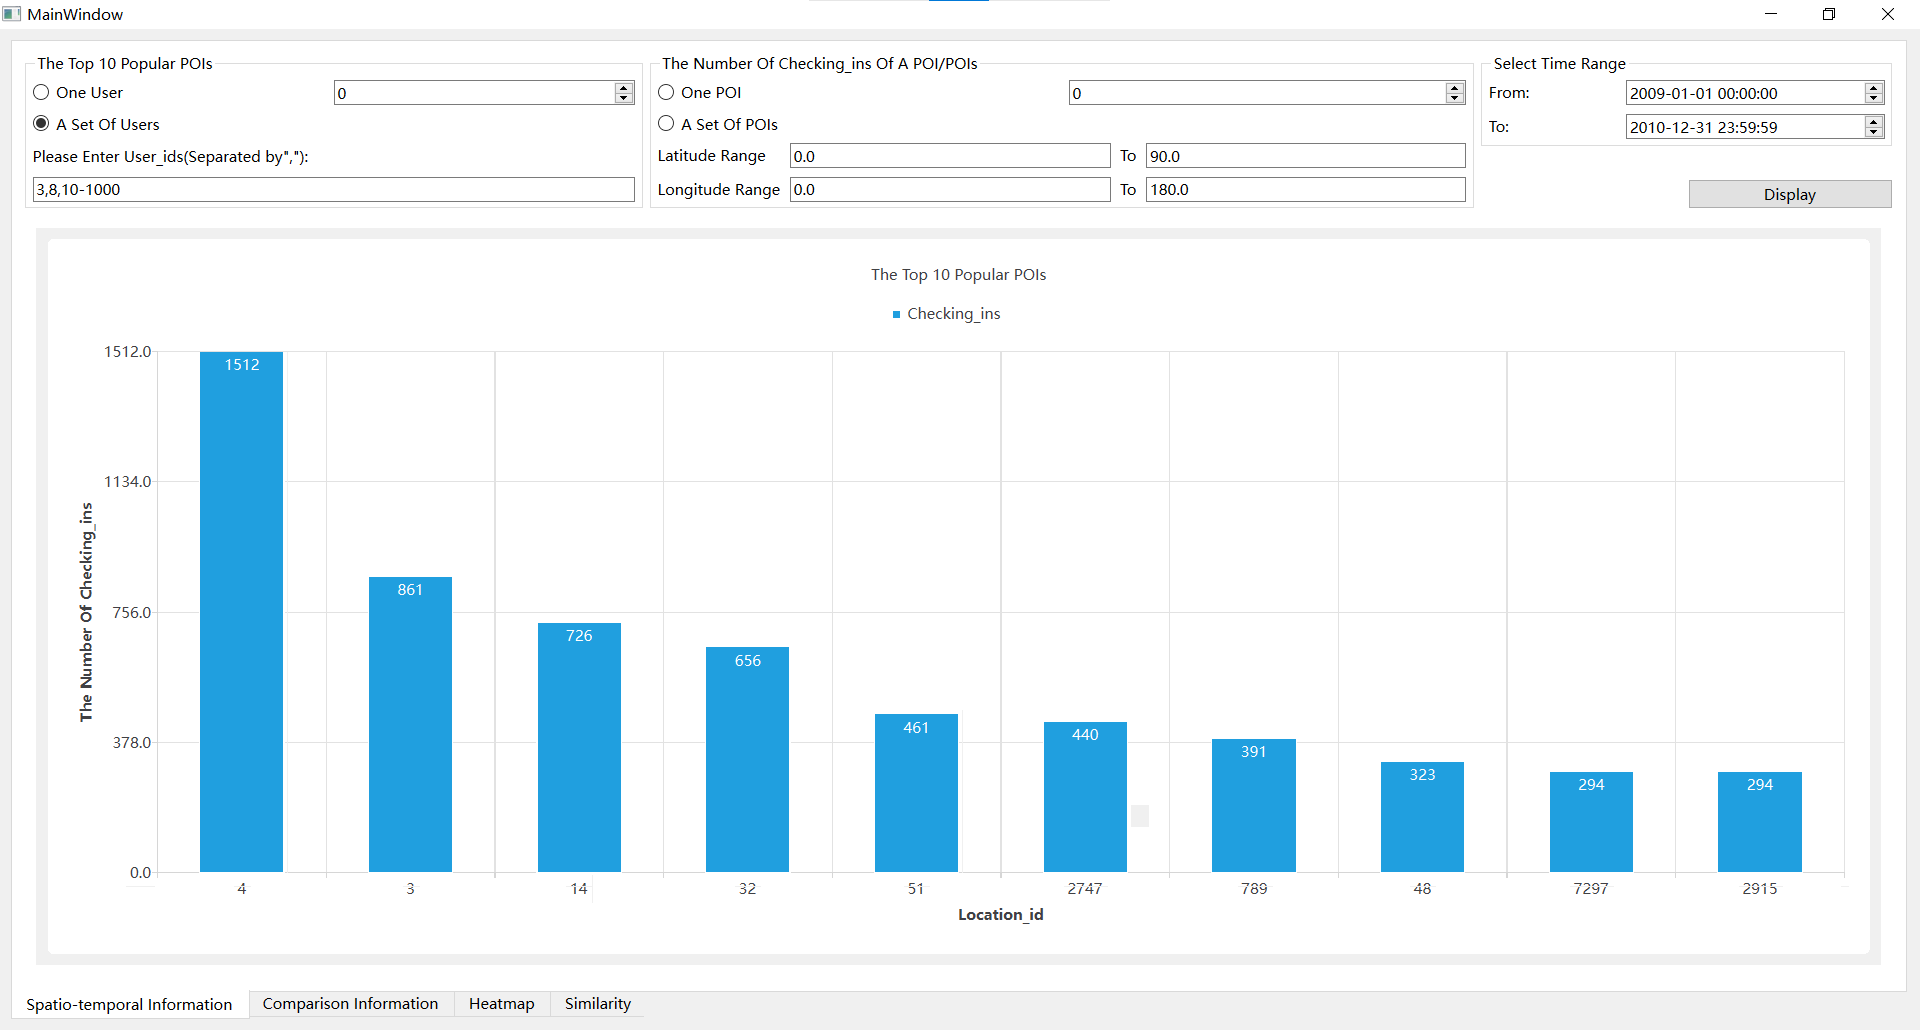 MainWindow
The Top 10 Popular POIs
One User
0
A Set Of Users
Please Enter User_ids(Separated by","):
3,8,10-1000
The Number Of Checking_ins Of A POI/POIs
One POI
0
A Set Of POIs
Latitude Range
0.0
To
90.0
Longitude Range
0.0
To
180.0
Select Time Range
From:
2009-01-01 00:00:00
To:
2010-12-31 23:59:59
Display
The Top 10 Popular POIs
Checking_ins
The Number Of Checking_ins
1512.0
1134.0
756.0
378.0
0.0
1512
861
726
656
461
440
391
323
294
294
4
3
14
32
51
2747
789
48
7297
2915
Location_id
Spatio-temporal Information
Comparison Information
Heatmap
Similarity